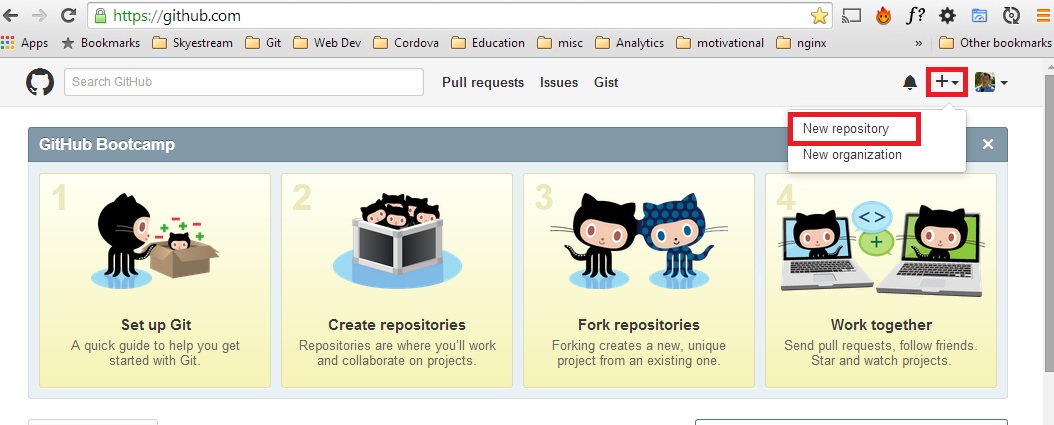 https://github.com
f?
Apps Bookmarks Skyestream Git Web Dev Cordova Education misc Analytics motivational nginx » Other bookmarks
Search GitHub Pull requests Issues Gist
New repository
New organization
GitHub Bootcamp
1
Set up Git
A quick guide to help you get
started with Git.
2
Create repositories
Repositories are where you'll work
and collaborate on projects.
3
Fork repositories
Forking creates a new, unique
project from an existing one.
4
<>
+
Work together
Send pull requests, follow friends.
Star and watch projects.